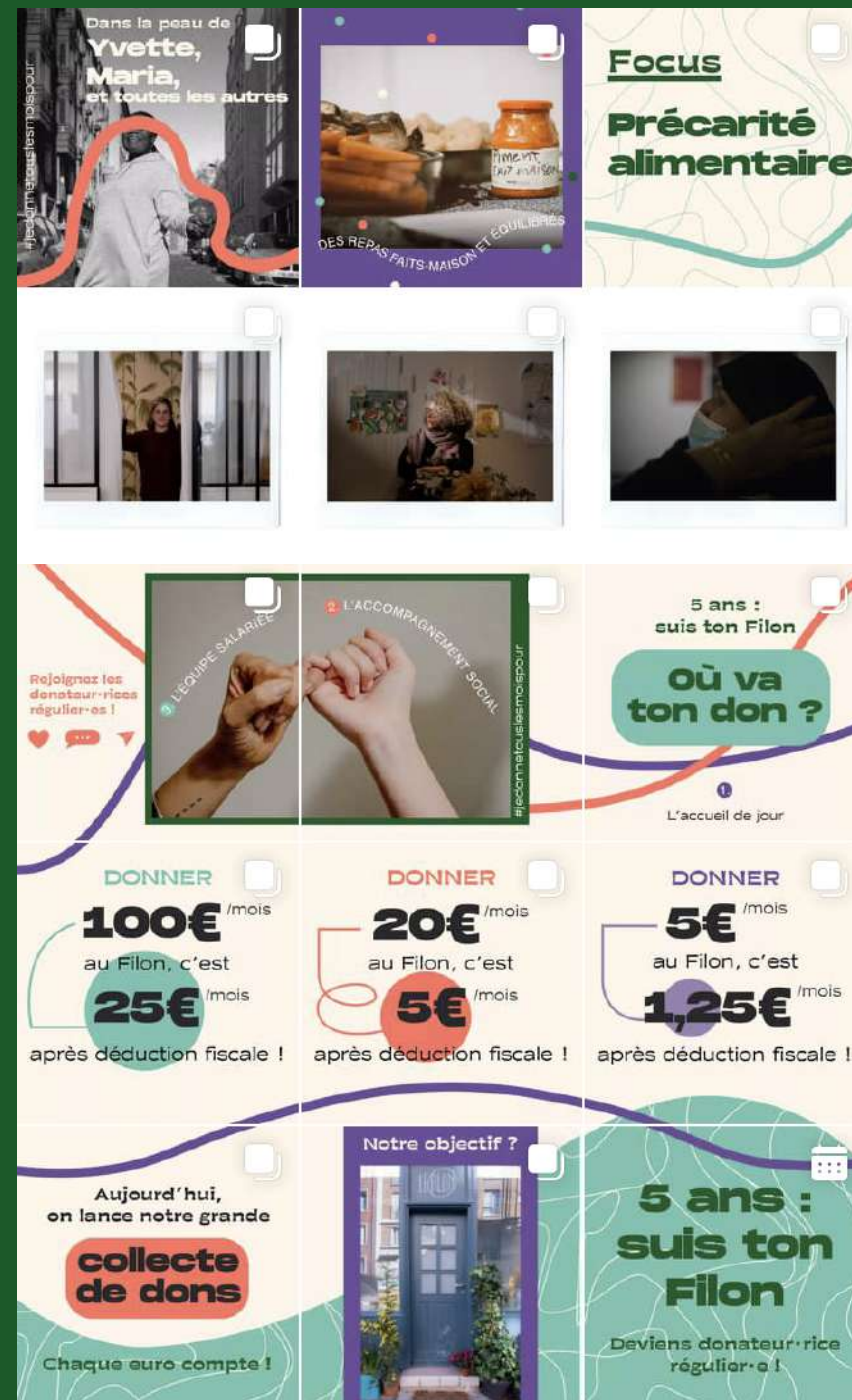 Dans la peau de
Yvette,
Maria,
et toutes les autres
#jedonnetouslesmoispour
Piment
FAIT MAISON
DES REPAS FAITS-MAISON ET ÉQUILIBRÉS
Focus
Précarité
alimentaire
Rejoignez les
donateur·rices
régulier·es !
3. L'ÉQUIPE SALARIÉE
2. L'ACCOMPAGNEMENT SOCIAL
#jedonnetouslesmoispour
5 ans :
suis ton Filon
Où va
ton don ?
1.
L'accueil de jour
DONNER
100€ /mois
au Filon, c'est
25€ /mois
après déduction fiscale !
DONNER
20€ /mois
au Filon, c'est
5€ /mois
après déduction fiscale !
DONNER
5€ /mois
au Filon, c'est
1,25€ /mois
après déduction fiscale !
Aujourd'hui,
on lance notre grande
collecte
de dons
Chaque euro compte !
Notre objectif ?
5 ans :
suis ton
Filon
Deviens donateur·rice
régulier·e !